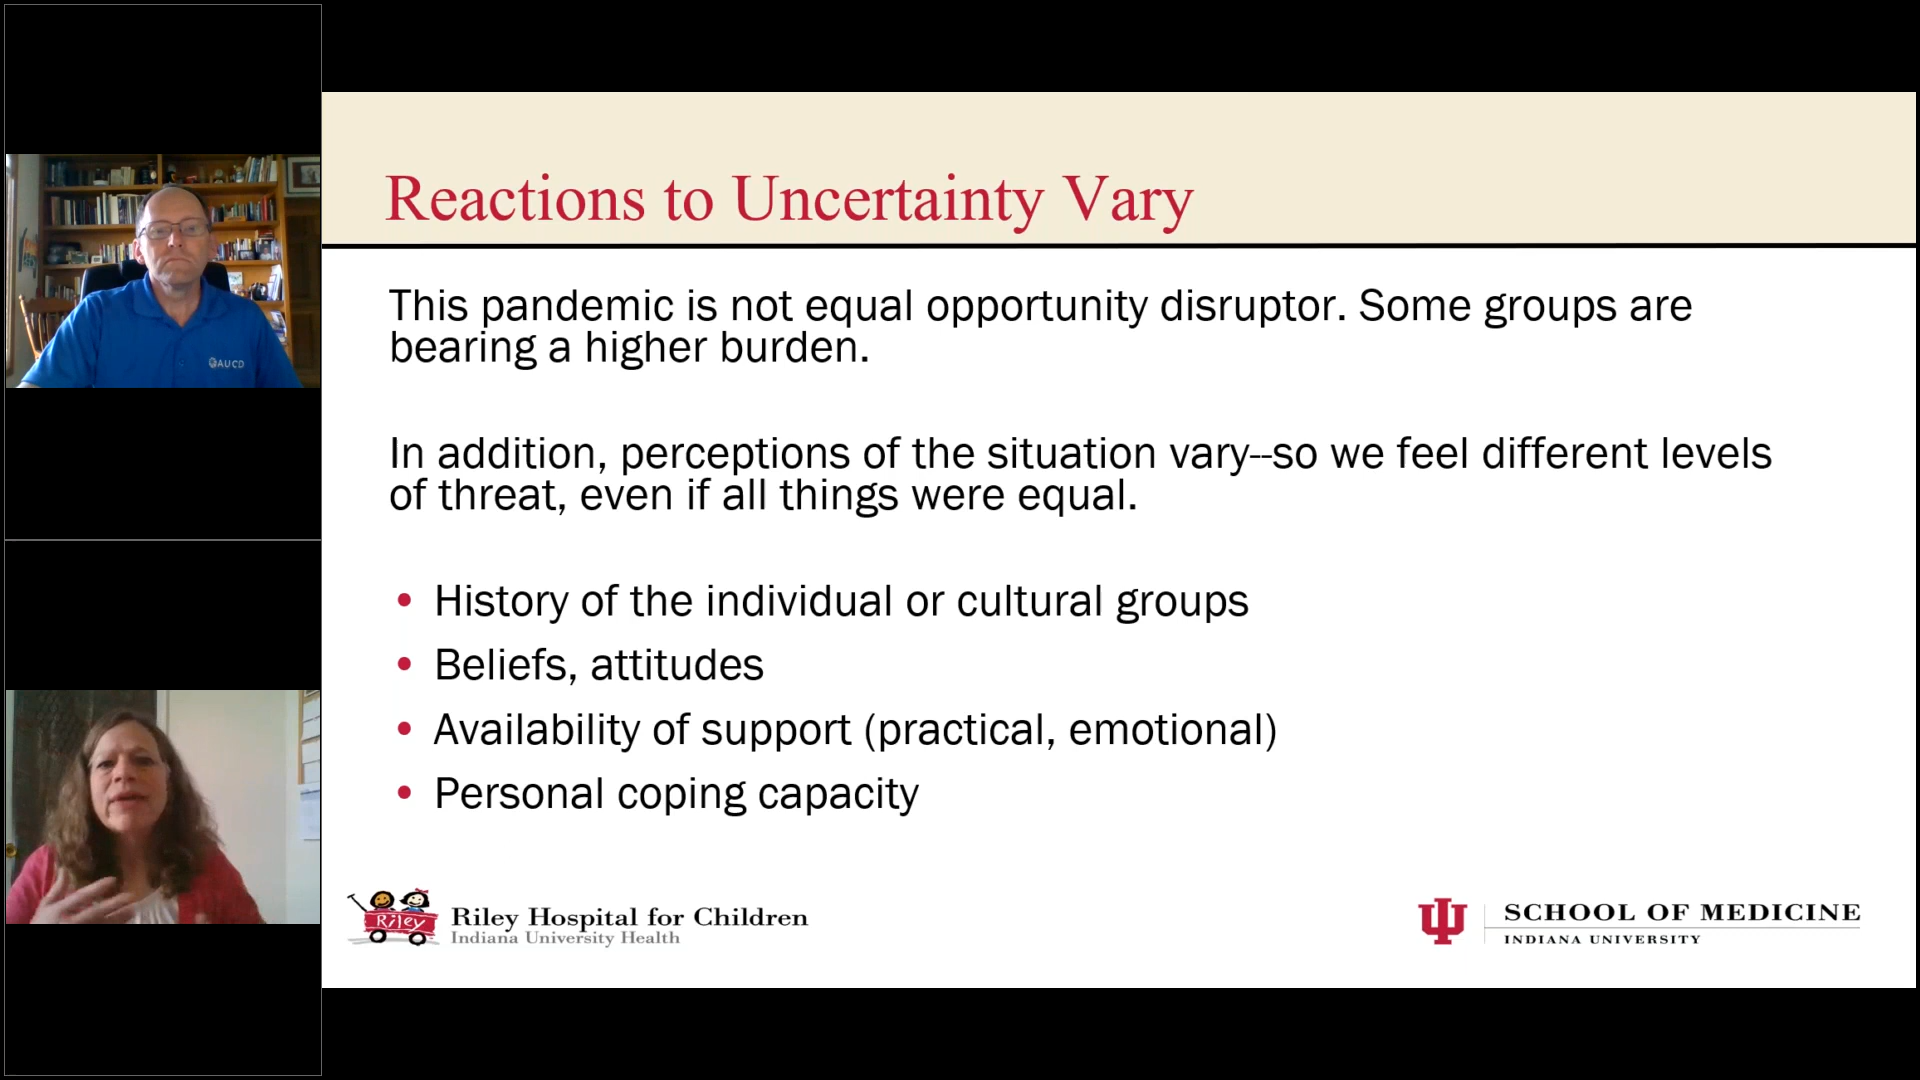 AUCD
Reactions to Uncertainty Vary
This pandemic is not equal opportunity disruptor. Some groups are
bearing a higher burden.
In addition, perceptions of the situation vary--so we feel different levels
of threat, even if all things were equal.
• History of the individual or cultural groups
• Beliefs, attitudes
• Availability of support (practical, emotional)
• Personal coping capacity
Riley
Riley Hospital for Children
Indiana University Health
SCHOOL OF MEDICINE
INDIANA UNIVERSITY